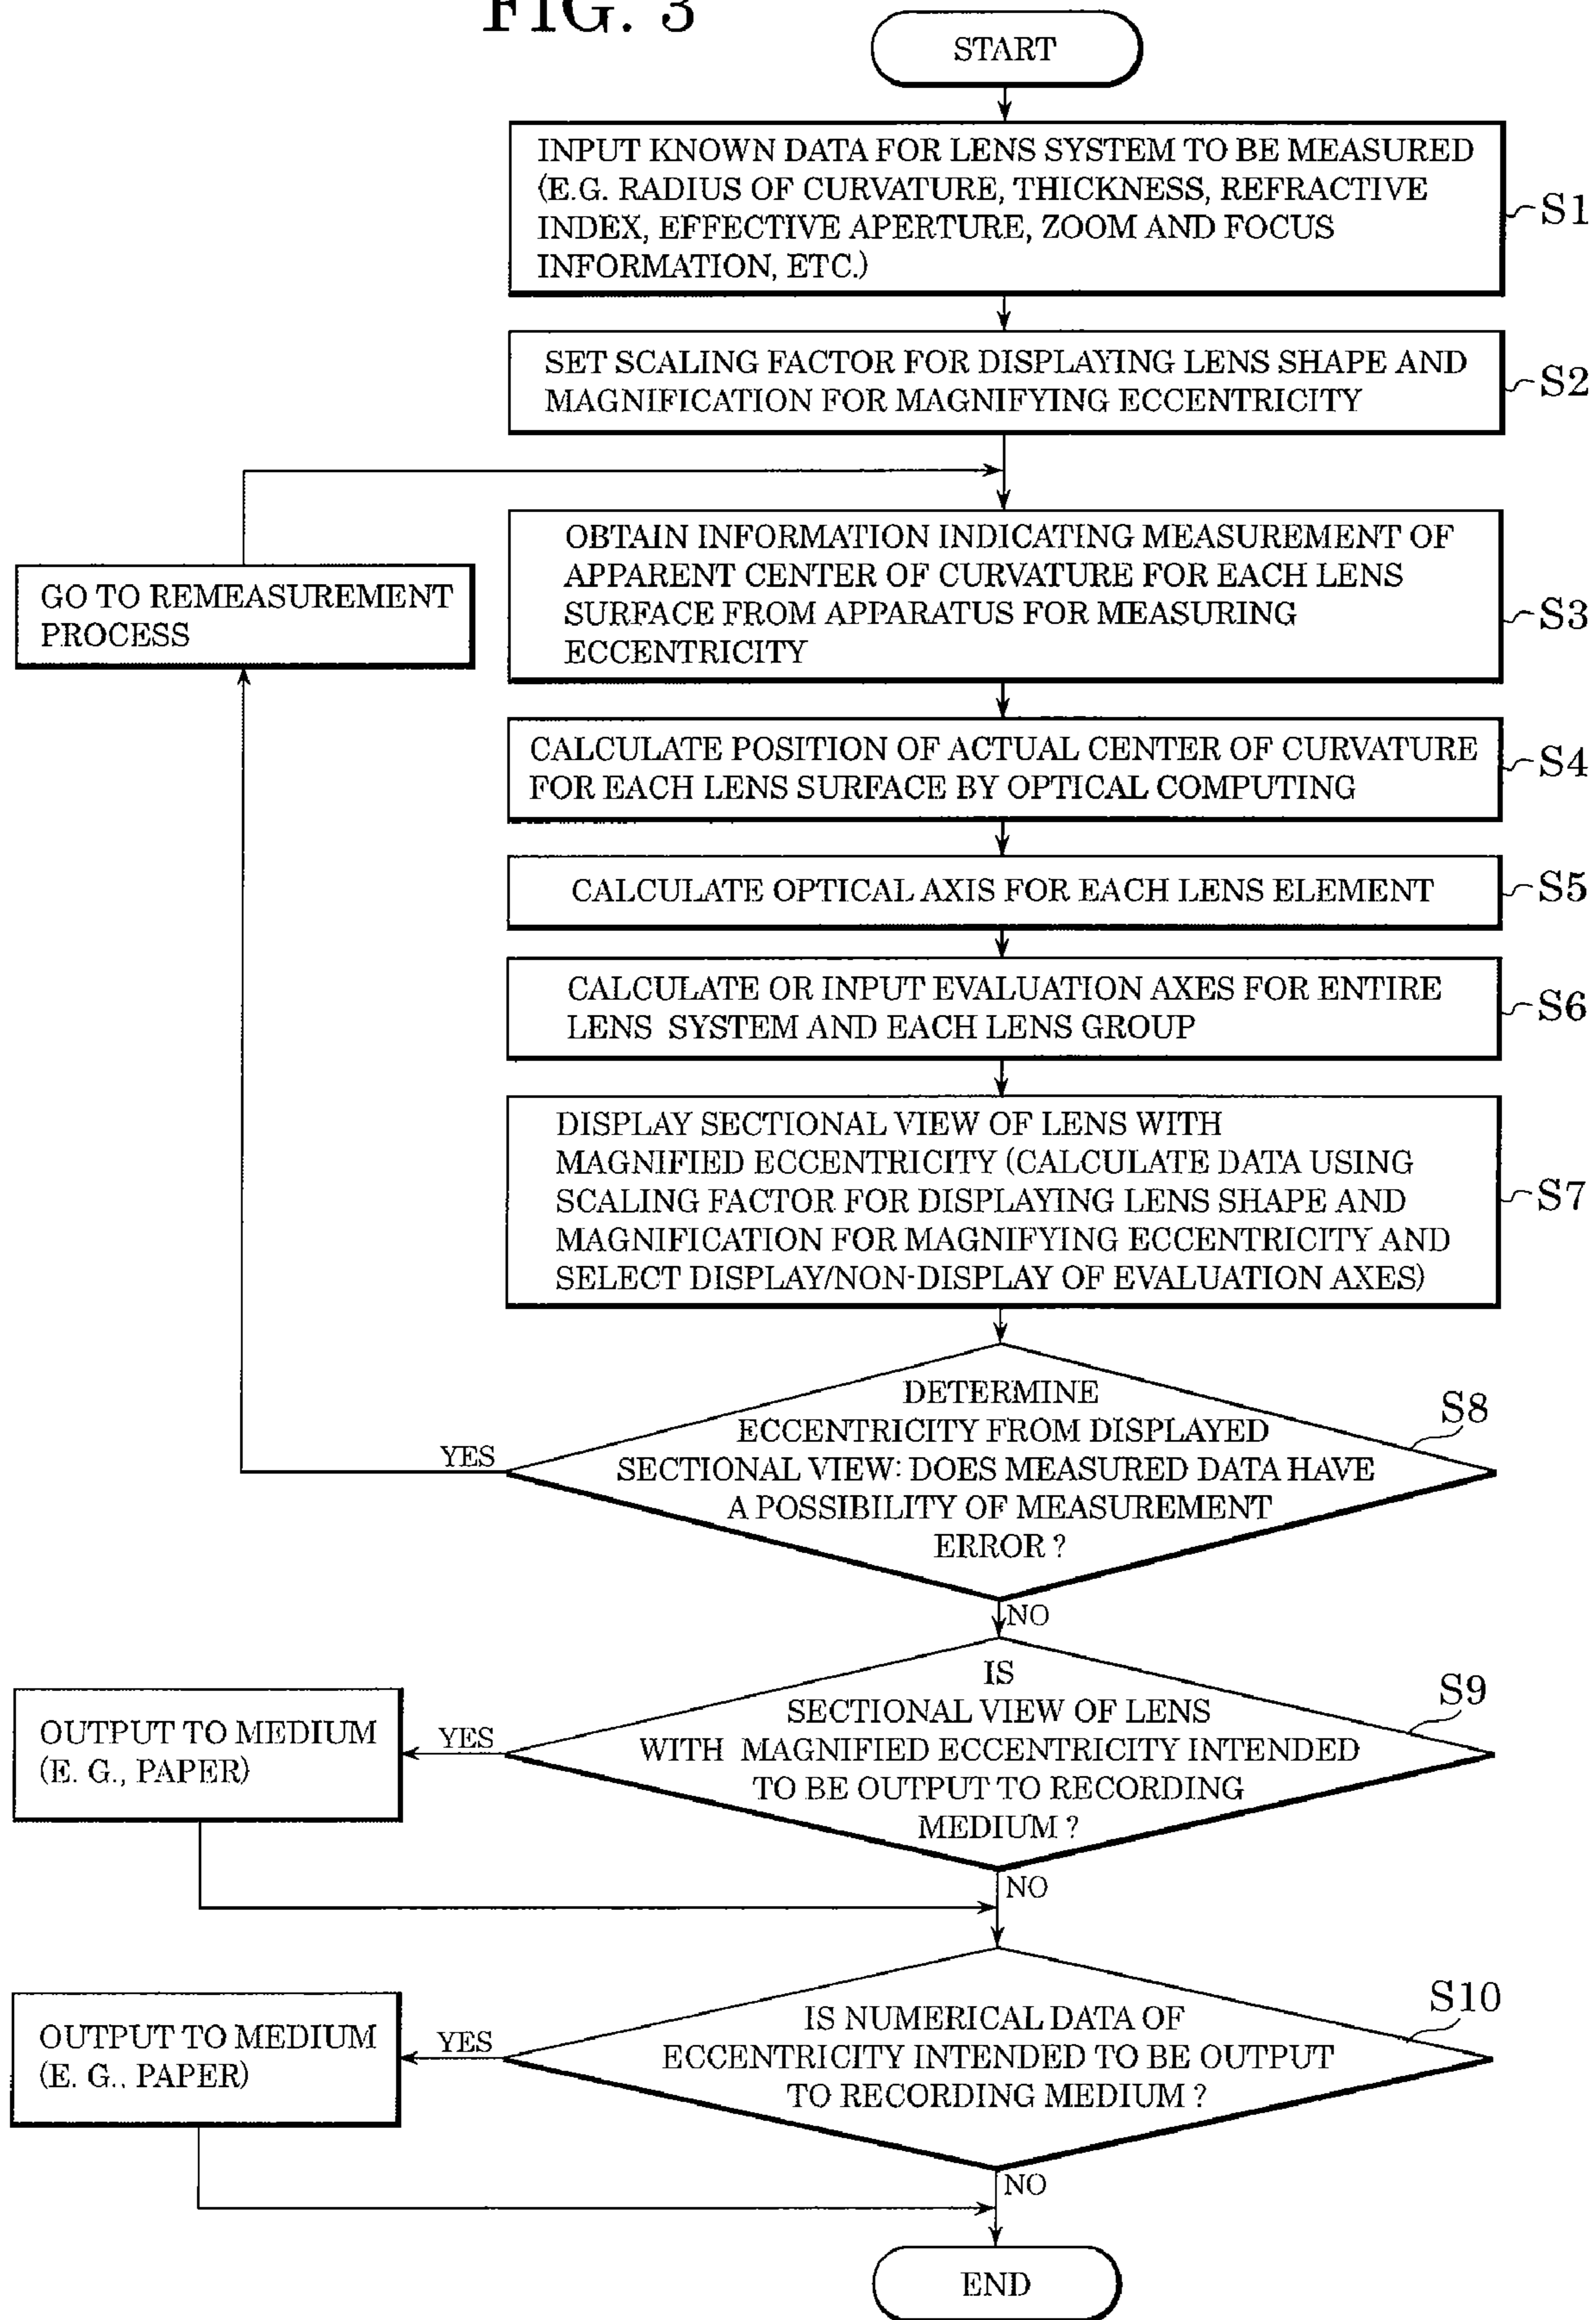 FIG. 3
START
INPUT KNOWN DATA FOR LENS SYSTEM TO BE MEASURED
(E.G. RADIUS OF CURVATURE, THICKNESS, REFRACTIVE
INDEX, EFFECTIVE APERTURE, ZOOM AND FOCUS
INFORMATION, ETC.)
S1
SET SCALING FACTOR FOR DISPLAYING LENS SHAPE AND
MAGNIFICATION FOR MAGNIFYING ECCENTRICITY
S2
GO TO REMEASUREMENT
PROCESS
OBTAIN INFORMATION INDICATING MEASUREMENT OF
APPARENT CENTER OF CURVATURE FOR EACH LENS
SURFACE FROM APPARATUS FOR MEASURING
ECCENTRICITY
S3
CALCULATE POSITION OF ACTUAL CENTER OF CURVATURE
FOR EACH LENS SURFACE BY OPTICAL COMPUTING
S4
CALCULATE OPTICAL AXIS FOR EACH LENS ELEMENT
S5
CALCULATE OR INPUT EVALUATION AXES FOR ENTIRE
LENS SYSTEM AND EACH LENS GROUP
S6
DISPLAY SECTIONAL VIEW OF LENS WITH
MAGNIFIED ECCENTRICITY (CALCULATE DATA USING
SCALING FACTOR FOR DISPLAYING LENS SHAPE AND
MAGNIFICATION FOR MAGNIFYING ECCENTRICITY AND
SELECT DISPLAY/NON-DISPLAY OF EVALUATION AXES)
S7
DETERMINE
ECCENTRICITY FROM DISPLAYED
SECTIONAL VIEW: DOES MEASURED DATA HAVE
A POSSIBILITY OF MEASUREMENT
ERROR ?
S8
YES
NO
IS
SECTIONAL VIEW OF LENS
WITH MAGNIFIED ECCENTRICITY INTENDED
TO BE OUTPUT TO RECORDING
MEDIUM ?
S9
YES
OUTPUT TO MEDIUM
(E. G., PAPER)
NO
IS NUMERICAL DATA OF
ECCENTRICITY INTENDED TO BE OUTPUT
TO RECORDING MEDIUM ?
S10
YES
OUTPUT TO MEDIUM
(E. G., PAPER)
NO
END